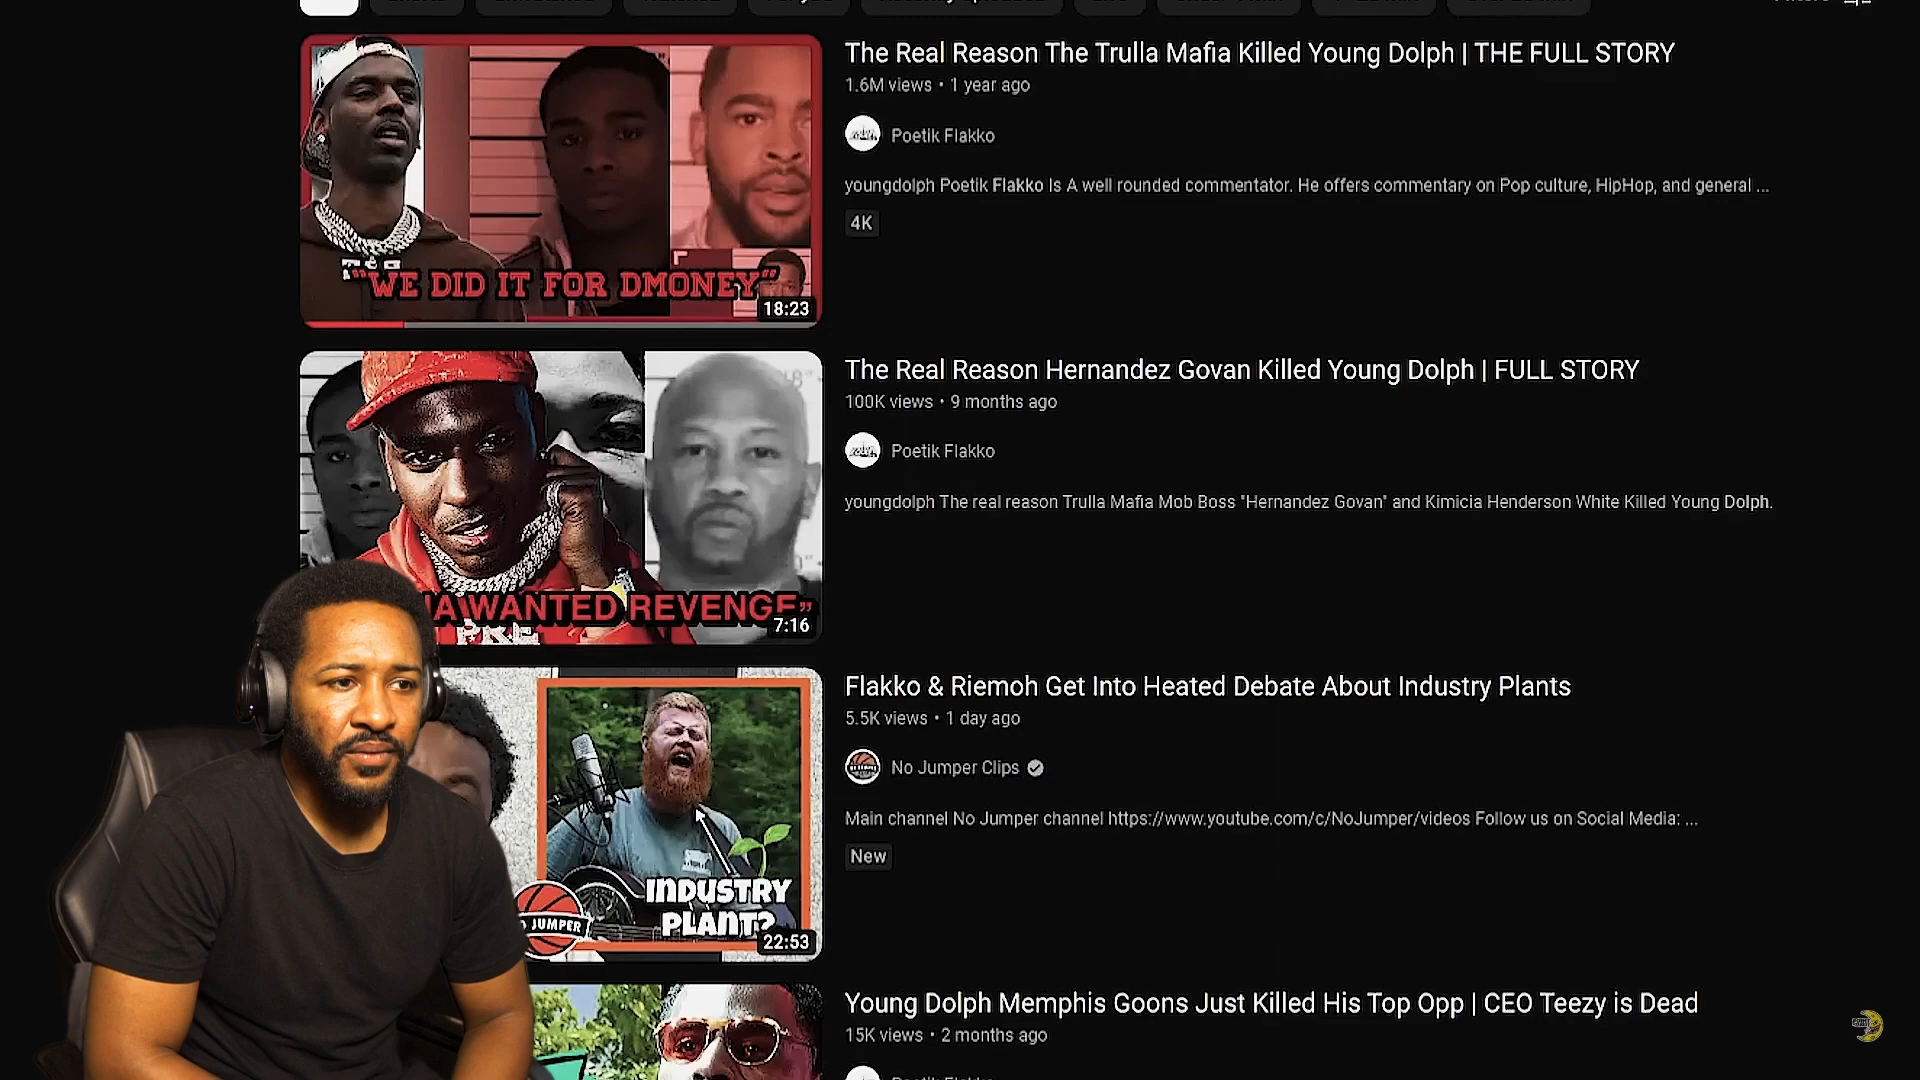 The Real Reason The Trulla Mafia Killed Young Dolph | THE FULL STORY
1.6M views • 1 year ago
Poetik Flakko
youngdolph Poetik Flakko Is A well rounded commentator. He offers commentary on Pop culture, HipHop, and general ...
4K
"WE DID IT FOR DMONEY"
18:23
The Real Reason Hernandez Govan Killed Young Dolph | FULL STORY
100K views • 9 months ago
Poetik Flakko
youngdolph The real reason Trulla Mafia Mob Boss "Hernandez Govan" and Kimicia Henderson White Killed Young Dolph.
WANTED REVENGE"
PRE
7:16
Flakko & Riemoh Get Into Heated Debate About Industry Plants
5.5K views • 1 day ago
No Jumper Clips
Main channel No Jumper channel https://www.youtube.com/c/NoJumper/videos Follow us on Social Media: ...
New
INDUSTRY
PLANT?
JUMPER
22:53
Young Dolph Memphis Goons Just Killed His Top Opp | CEO Teezy is Dead
15K views • 2 months ago